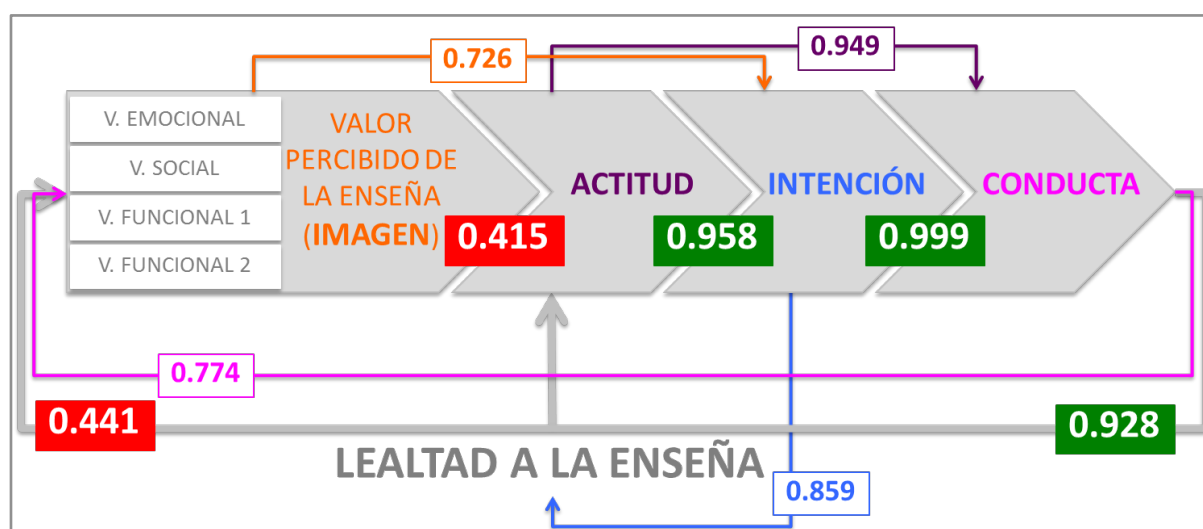 0.726
0.949
V. EMOCIONAL
V. SOCIAL
V. FUNCIONAL 1
V. FUNCIONAL 2
VALOR
PERCIBIDO DE
LA ENSEÑA
(IMAGEN)
ACTITUD
INTENCIÓN
CONDUCTA
0.415
0.958
0.999
0.774
0.441
0.928
LEALTAD A LA ENSEÑA
0.859